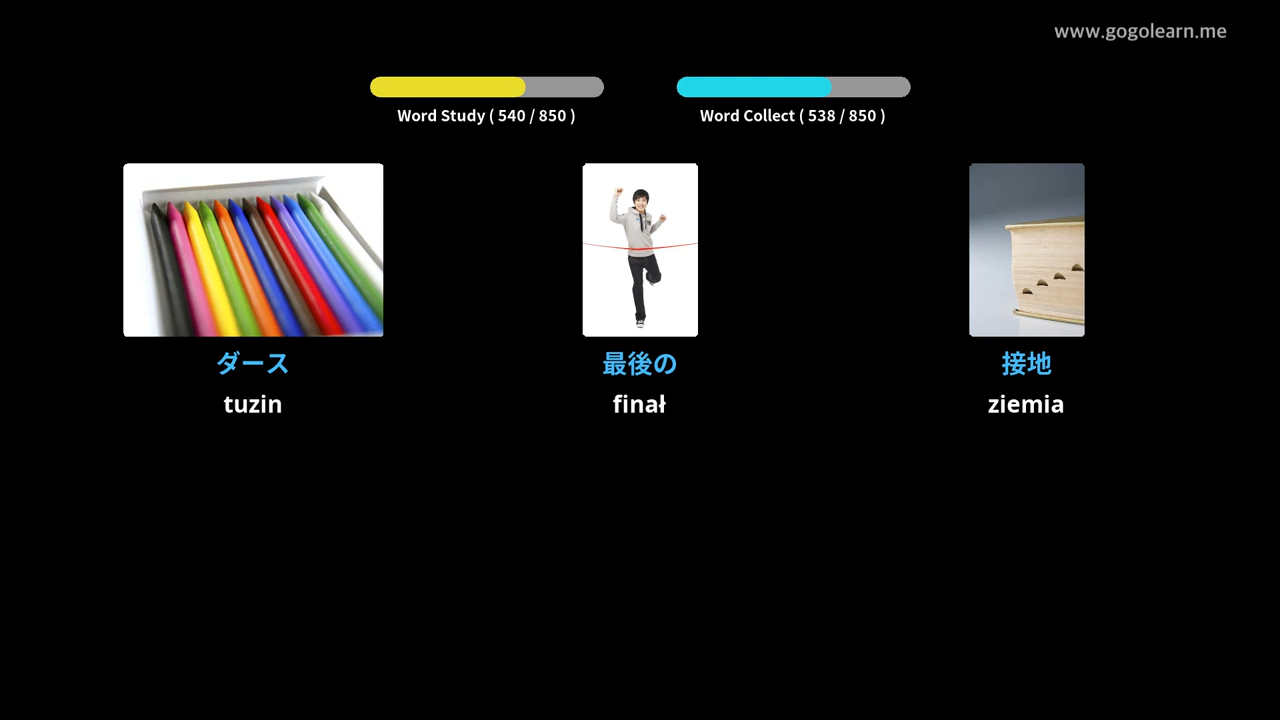 www.gogolearn.me
Word Study ( 540 / 850 )
Word Collect ( 538 / 850 )
ダース
最後の
接地
tuzin
finał
ziemia